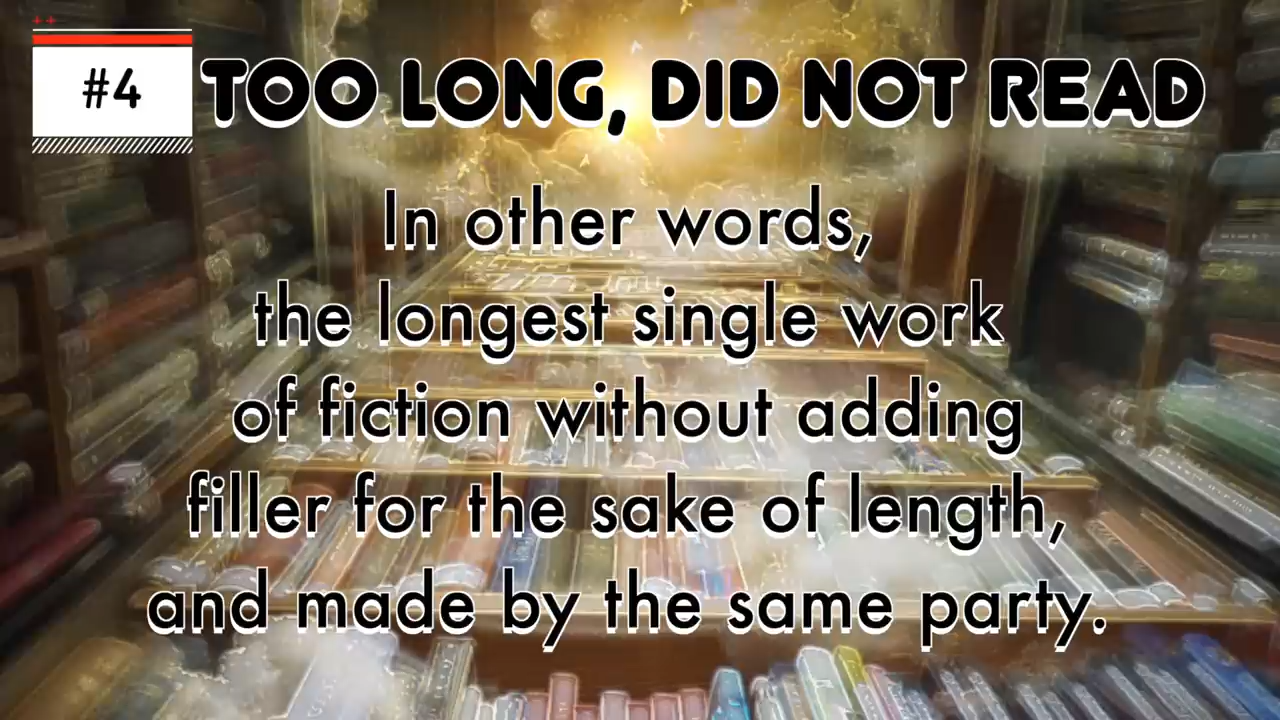 #4
TOO LONG, DID NOT READ
In other words,
the longest single work
of fiction without adding
filler for the sake of length,
and made by the same party.